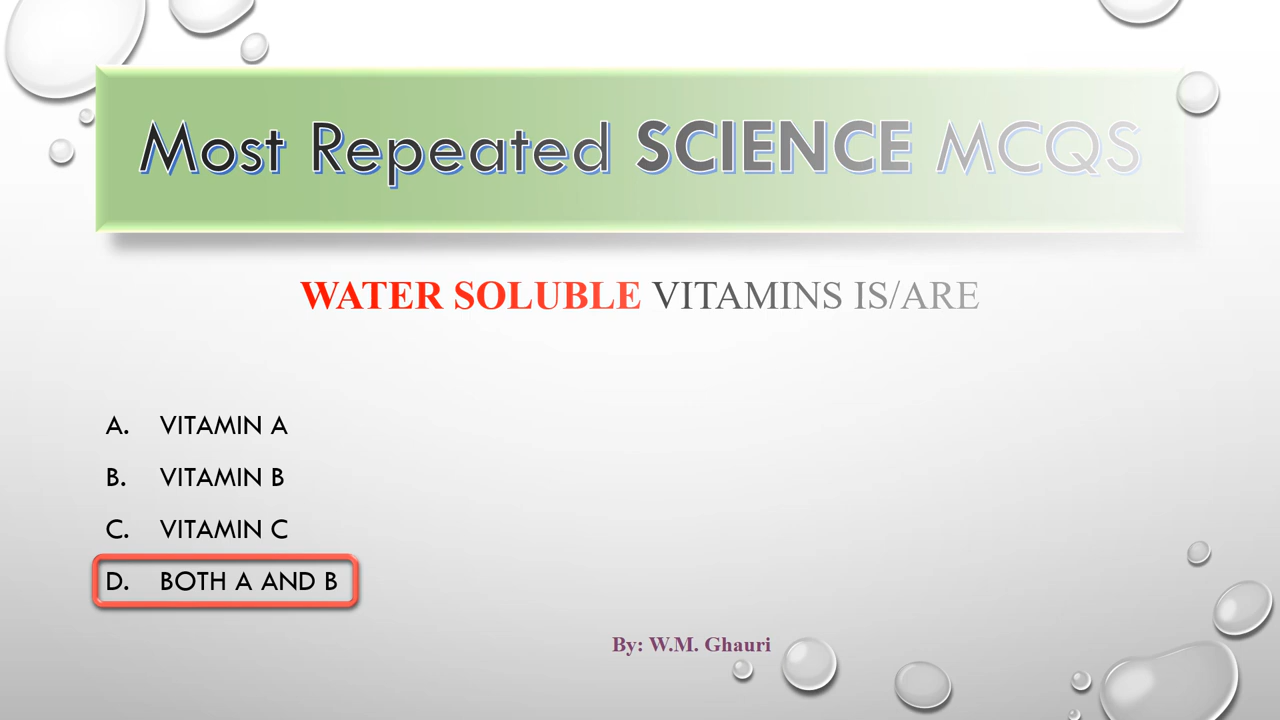 Most Repeated SCIENCE MCQS
WATER SOLUBLE VITAMINS IS/ARE
A. VITAMIN A
B. VITAMIN B
C. VITAMIN C
D. BOTH A AND B
By: W.M. Ghauri